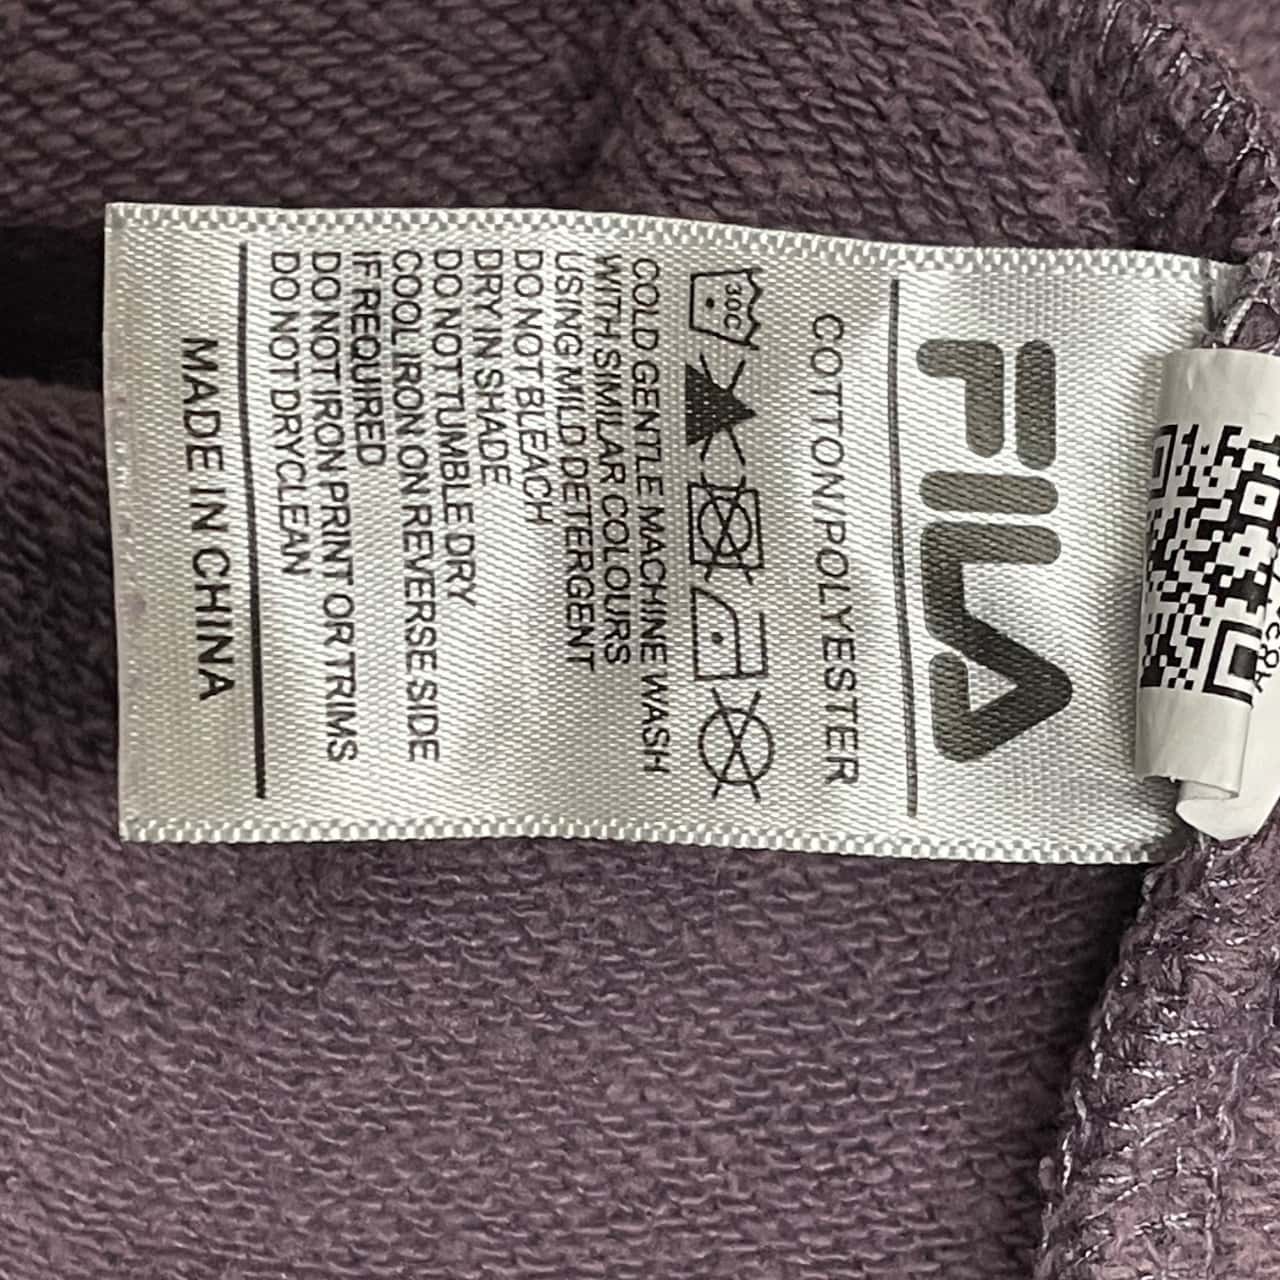 FILA
COTTON/POLYESTER
30C
COLD GENTLE MACHINE WASH
WITH SIMILAR COLOURS
USING MILD DETERGENT
DO NOT BLEACH
DRY IN SHADE
DO NOT TUMBLE DRY
COOL IRON ON REVERSE SIDE
IF REQUIRED
DO NOT IRON PRINT OR TRIMS
DO NOT DRYCLEAN
MADE IN CHINA